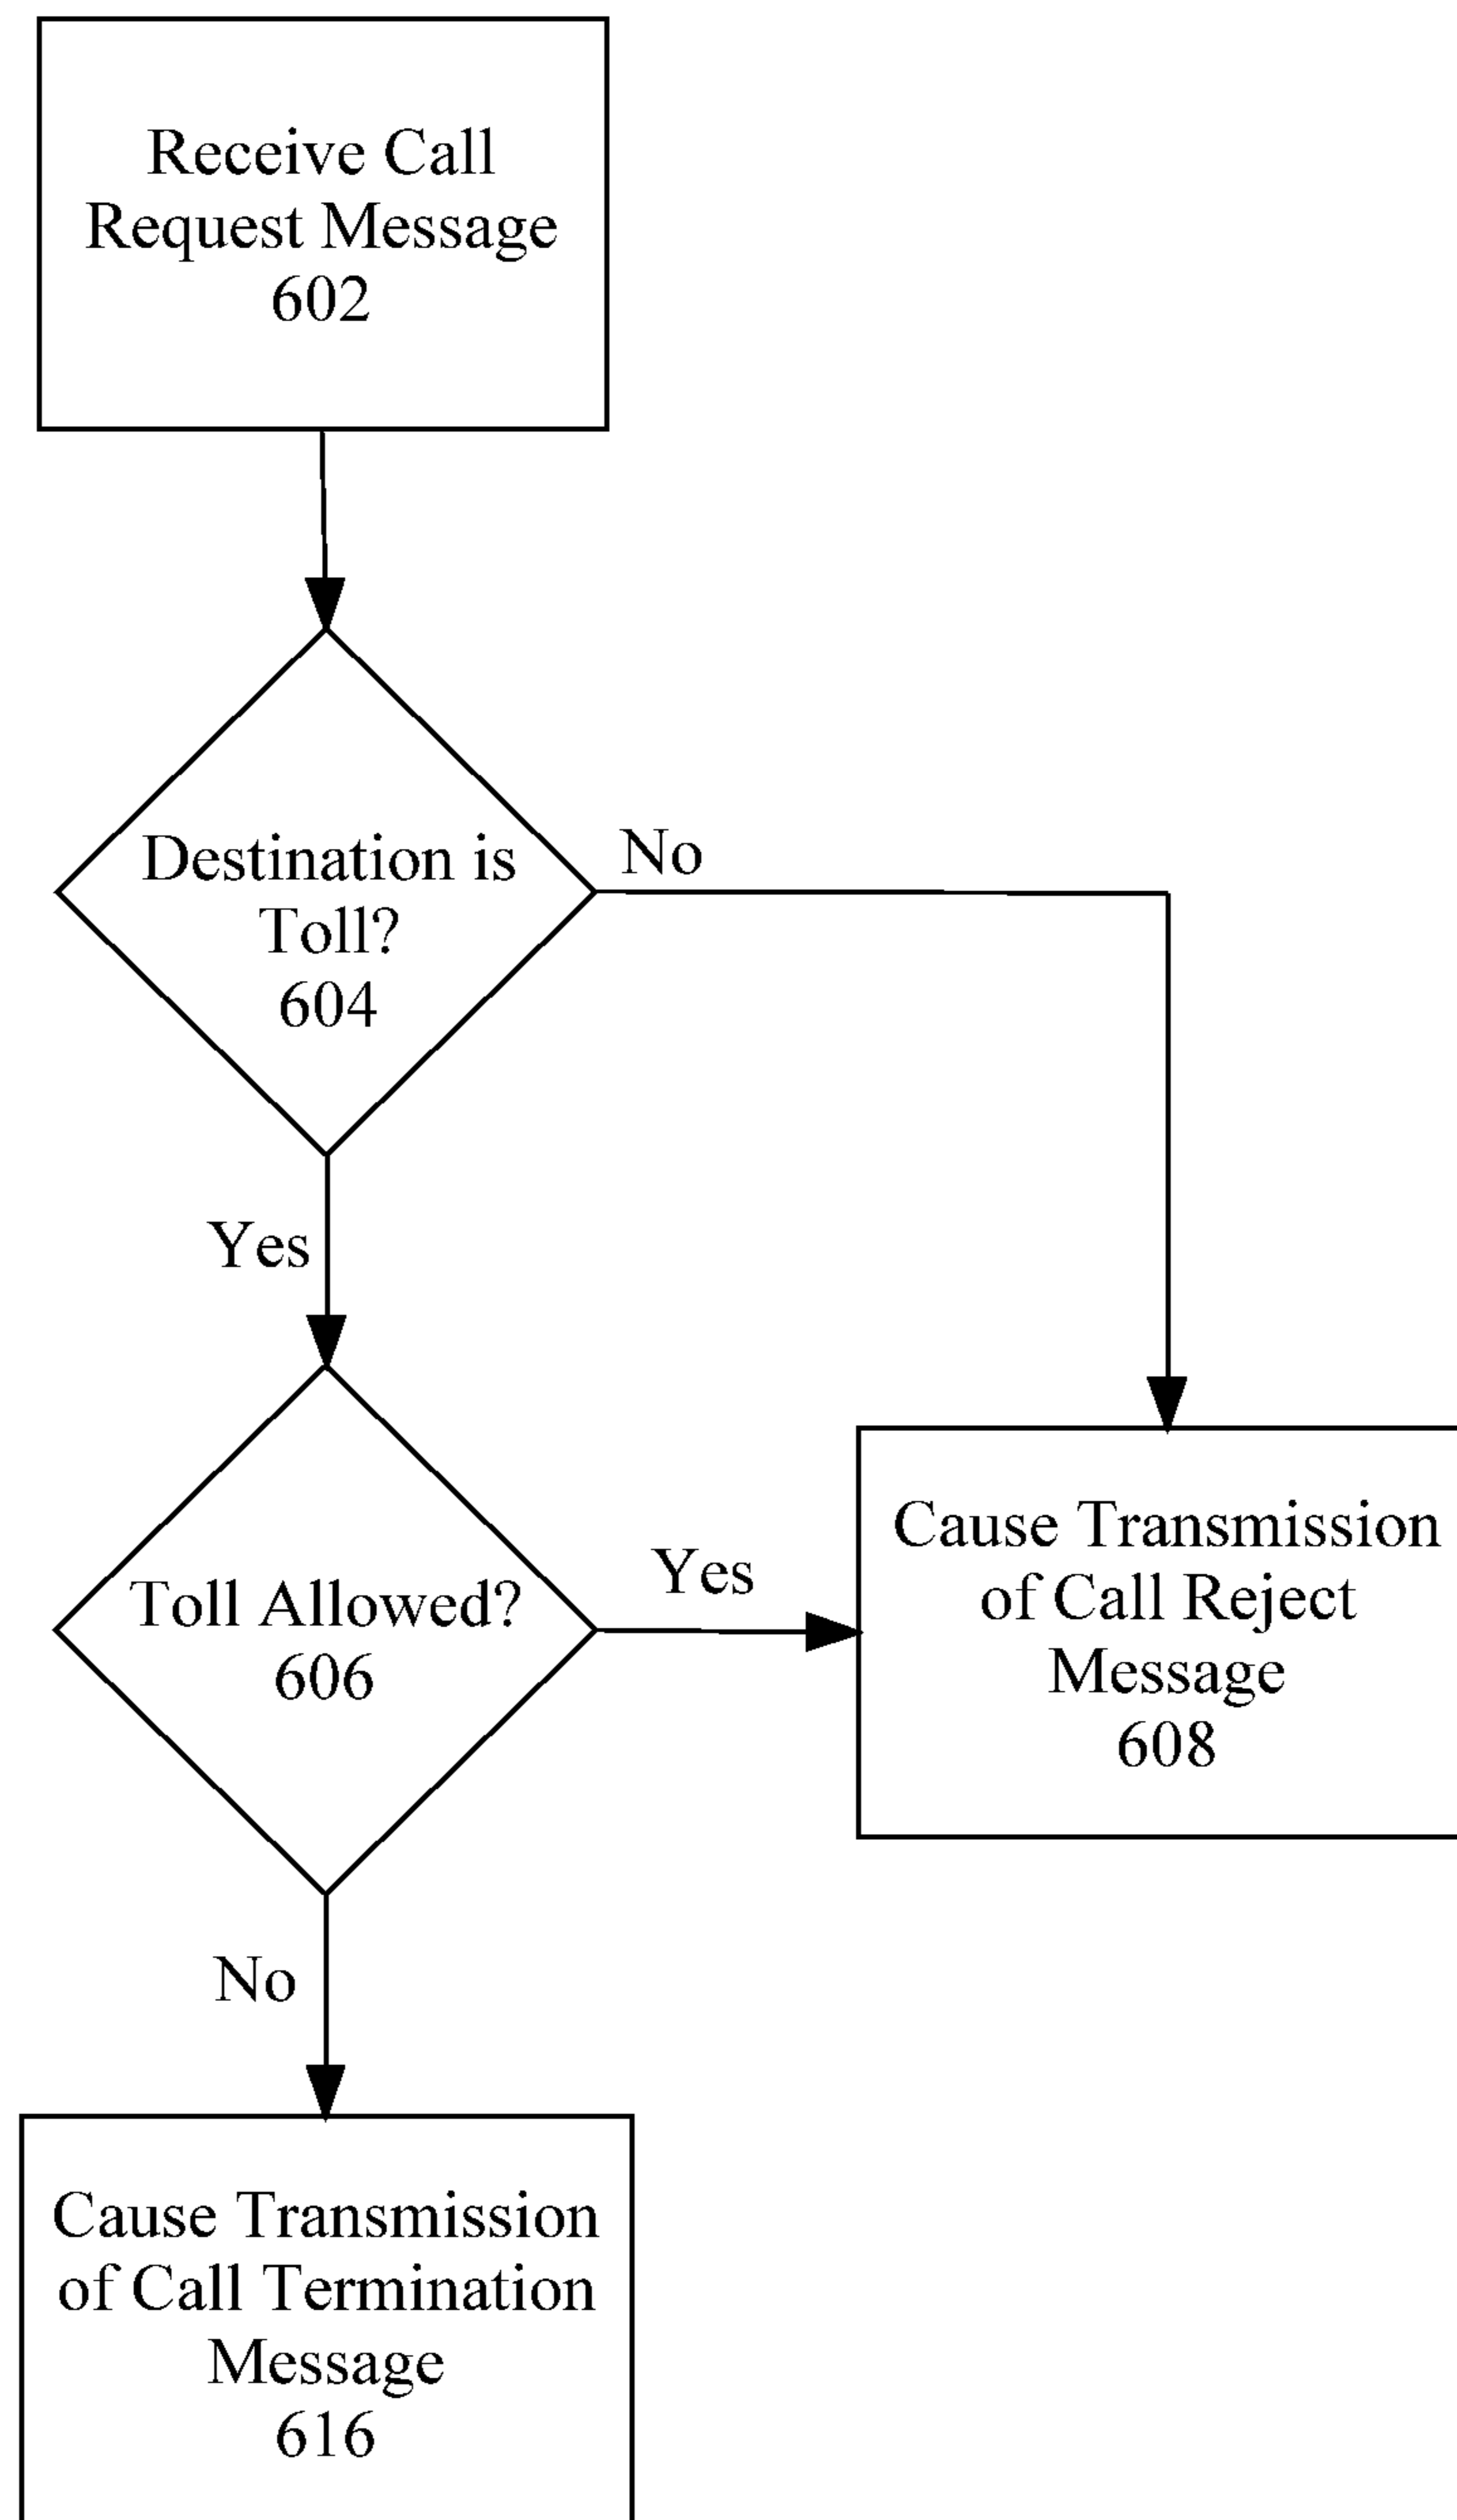 Receive Call
Request Message
602
Destination is
Toll?
604
No
Yes
Toll Allowed?
606
Yes
Cause Transmission
of Call Reject
Message
608
No
Cause Transmission
of Call Termination
Message
616